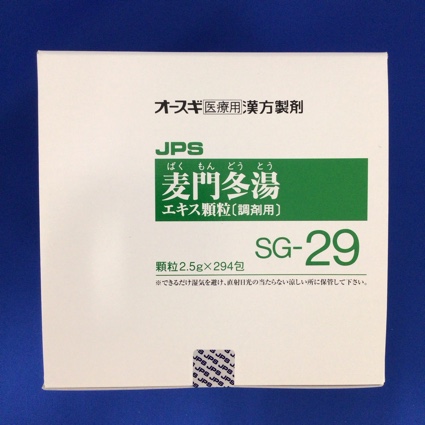 オースギ医療用漢方製剤
JPS
ばく もん どう とう
麦門冬湯
エキス顆粒〔調剤用〕
SG-29
顆粒2.5g×294包
※できるだけ湿気を避け、直射日光の当たらない涼しい所に保管して下さい。
JPS JPS JPS